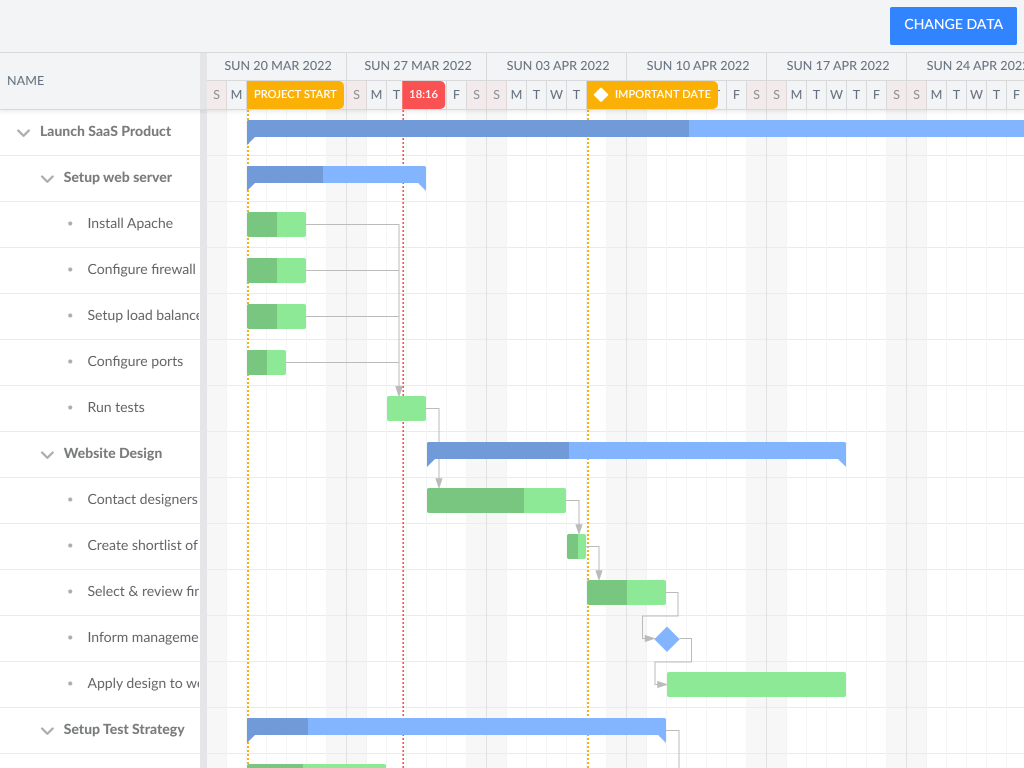 CHANGE DATA
NAME
SUN 20 MAR 2022 SUN 27 MAR 2022 SUN 03 APR 2022 SUN 10 APR 2022 SUN 17 APR 2022 SUN 24 APR 202
S M PROJECT START S M T 18:16 F S S M T W T IMPORTANT DATE F S S M T W T F S S M T W T F
Launch SaaS Product
Setup web server
Install Apache
Configure firewall
Setup load balance
Configure ports
Run tests
Website Design
Contact designers
Create shortlist of
Select & review fir
Inform manageme
Apply design to we
Setup Test Strategy